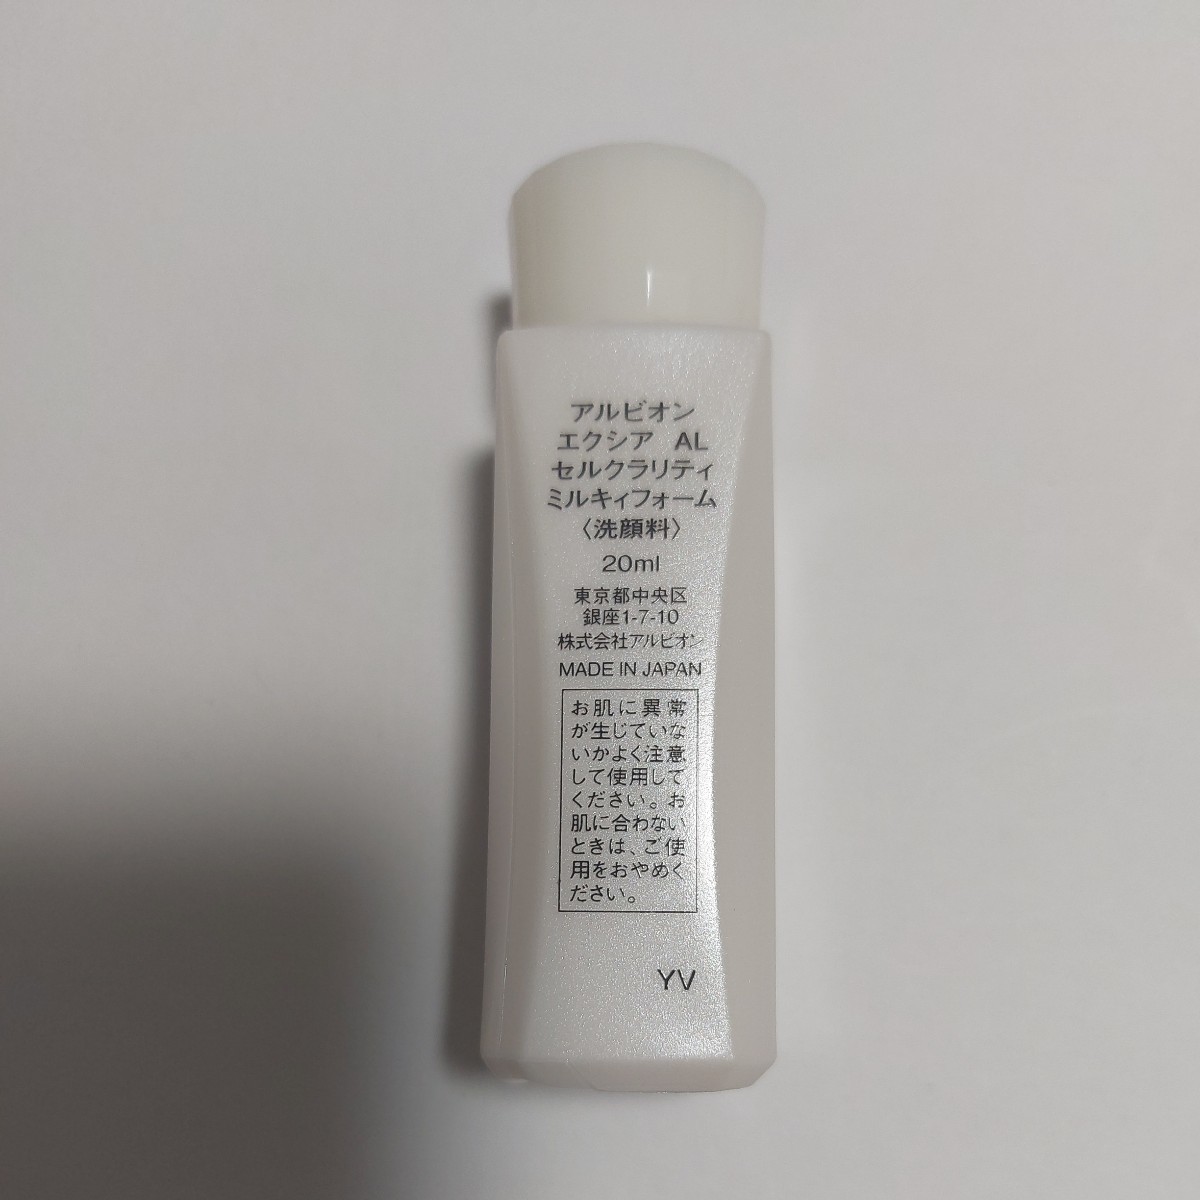 アルビオン
エクシア AL
セルクラリティ
ミルキィフォーム
〈洗顔料〉
20ml
東京都中央区
銀座1-7-10
株式会社アルビオン
MADE IN JAPAN
お肌に異常
が生じていな
いかよく注意
して使用して
ください。お
肌に合わない
ときは、ご使
用をおやめく
ださい。
YV